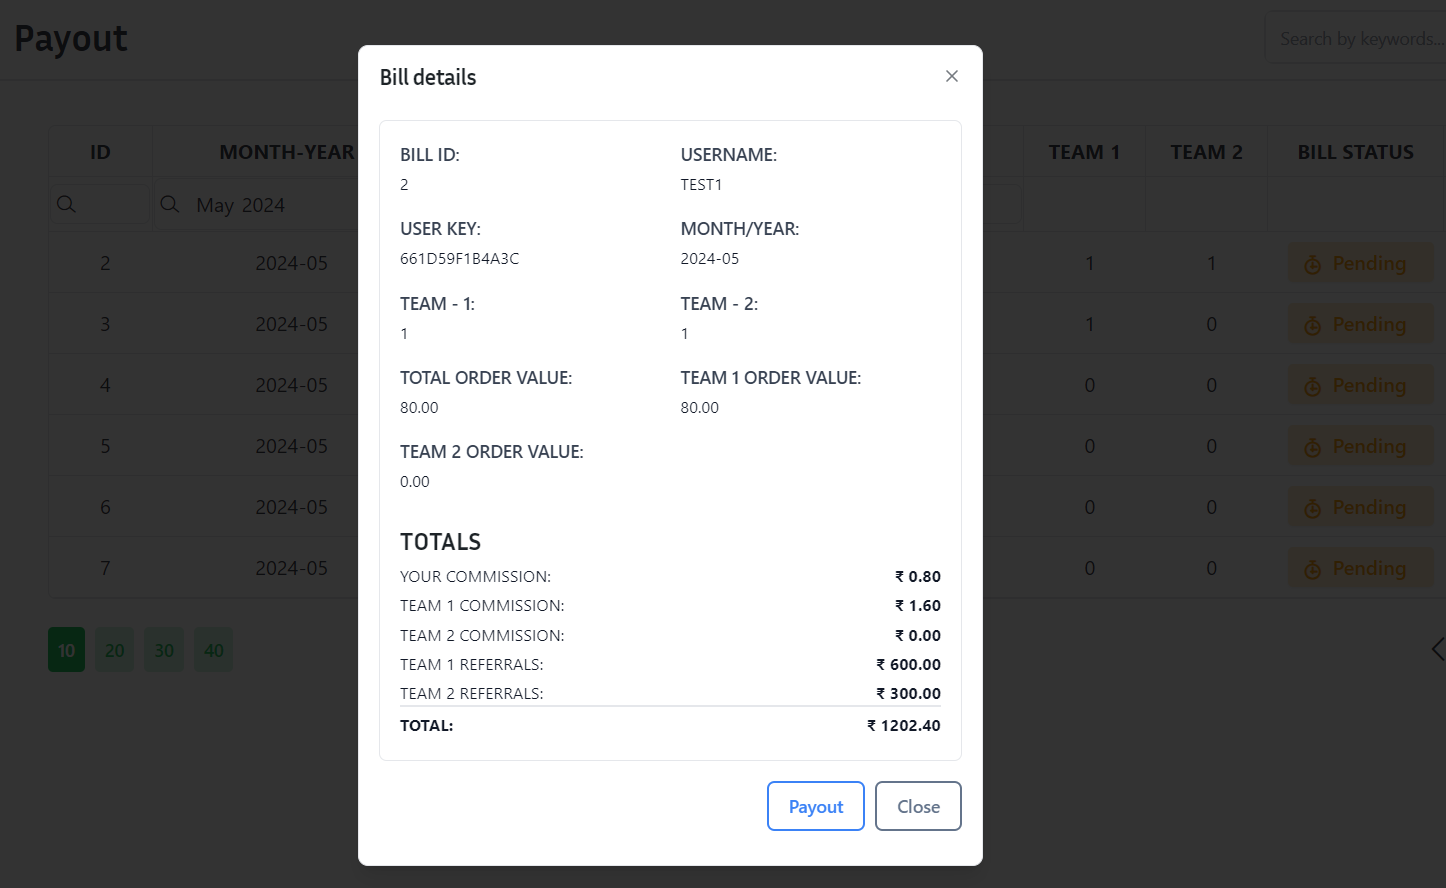 Payout
Search by keywords...
Bill details
ID MONTH-YEAR TEAM 1 TEAM 2 BILL STATUS
May 2024
2 2024-05 1 1 Pending
3 2024-05 1 0 Pending
4 2024-05 0 0 Pending
5 2024-05 0 0 Pending
6 2024-05 0 0 Pending
7 2024-05 0 0 Pending
10 20 30 40
BILL ID: USERNAME:
2 TEST1
USER KEY: MONTH/YEAR:
661D59F1B4A3C 2024-05
TEAM - 1: TEAM - 2:
1 1
TOTAL ORDER VALUE: TEAM 1 ORDER VALUE:
80.00 80.00
TEAM 2 ORDER VALUE:
0.00
TOTALS
YOUR COMMISSION: ₹ 0.80
TEAM 1 COMMISSION: ₹ 1.60
TEAM 2 COMMISSION: ₹ 0.00
TEAM 1 REFERRALS: ₹ 600.00
TEAM 2 REFERRALS: ₹ 300.00
TOTAL: ₹ 1202.40
Payout Close